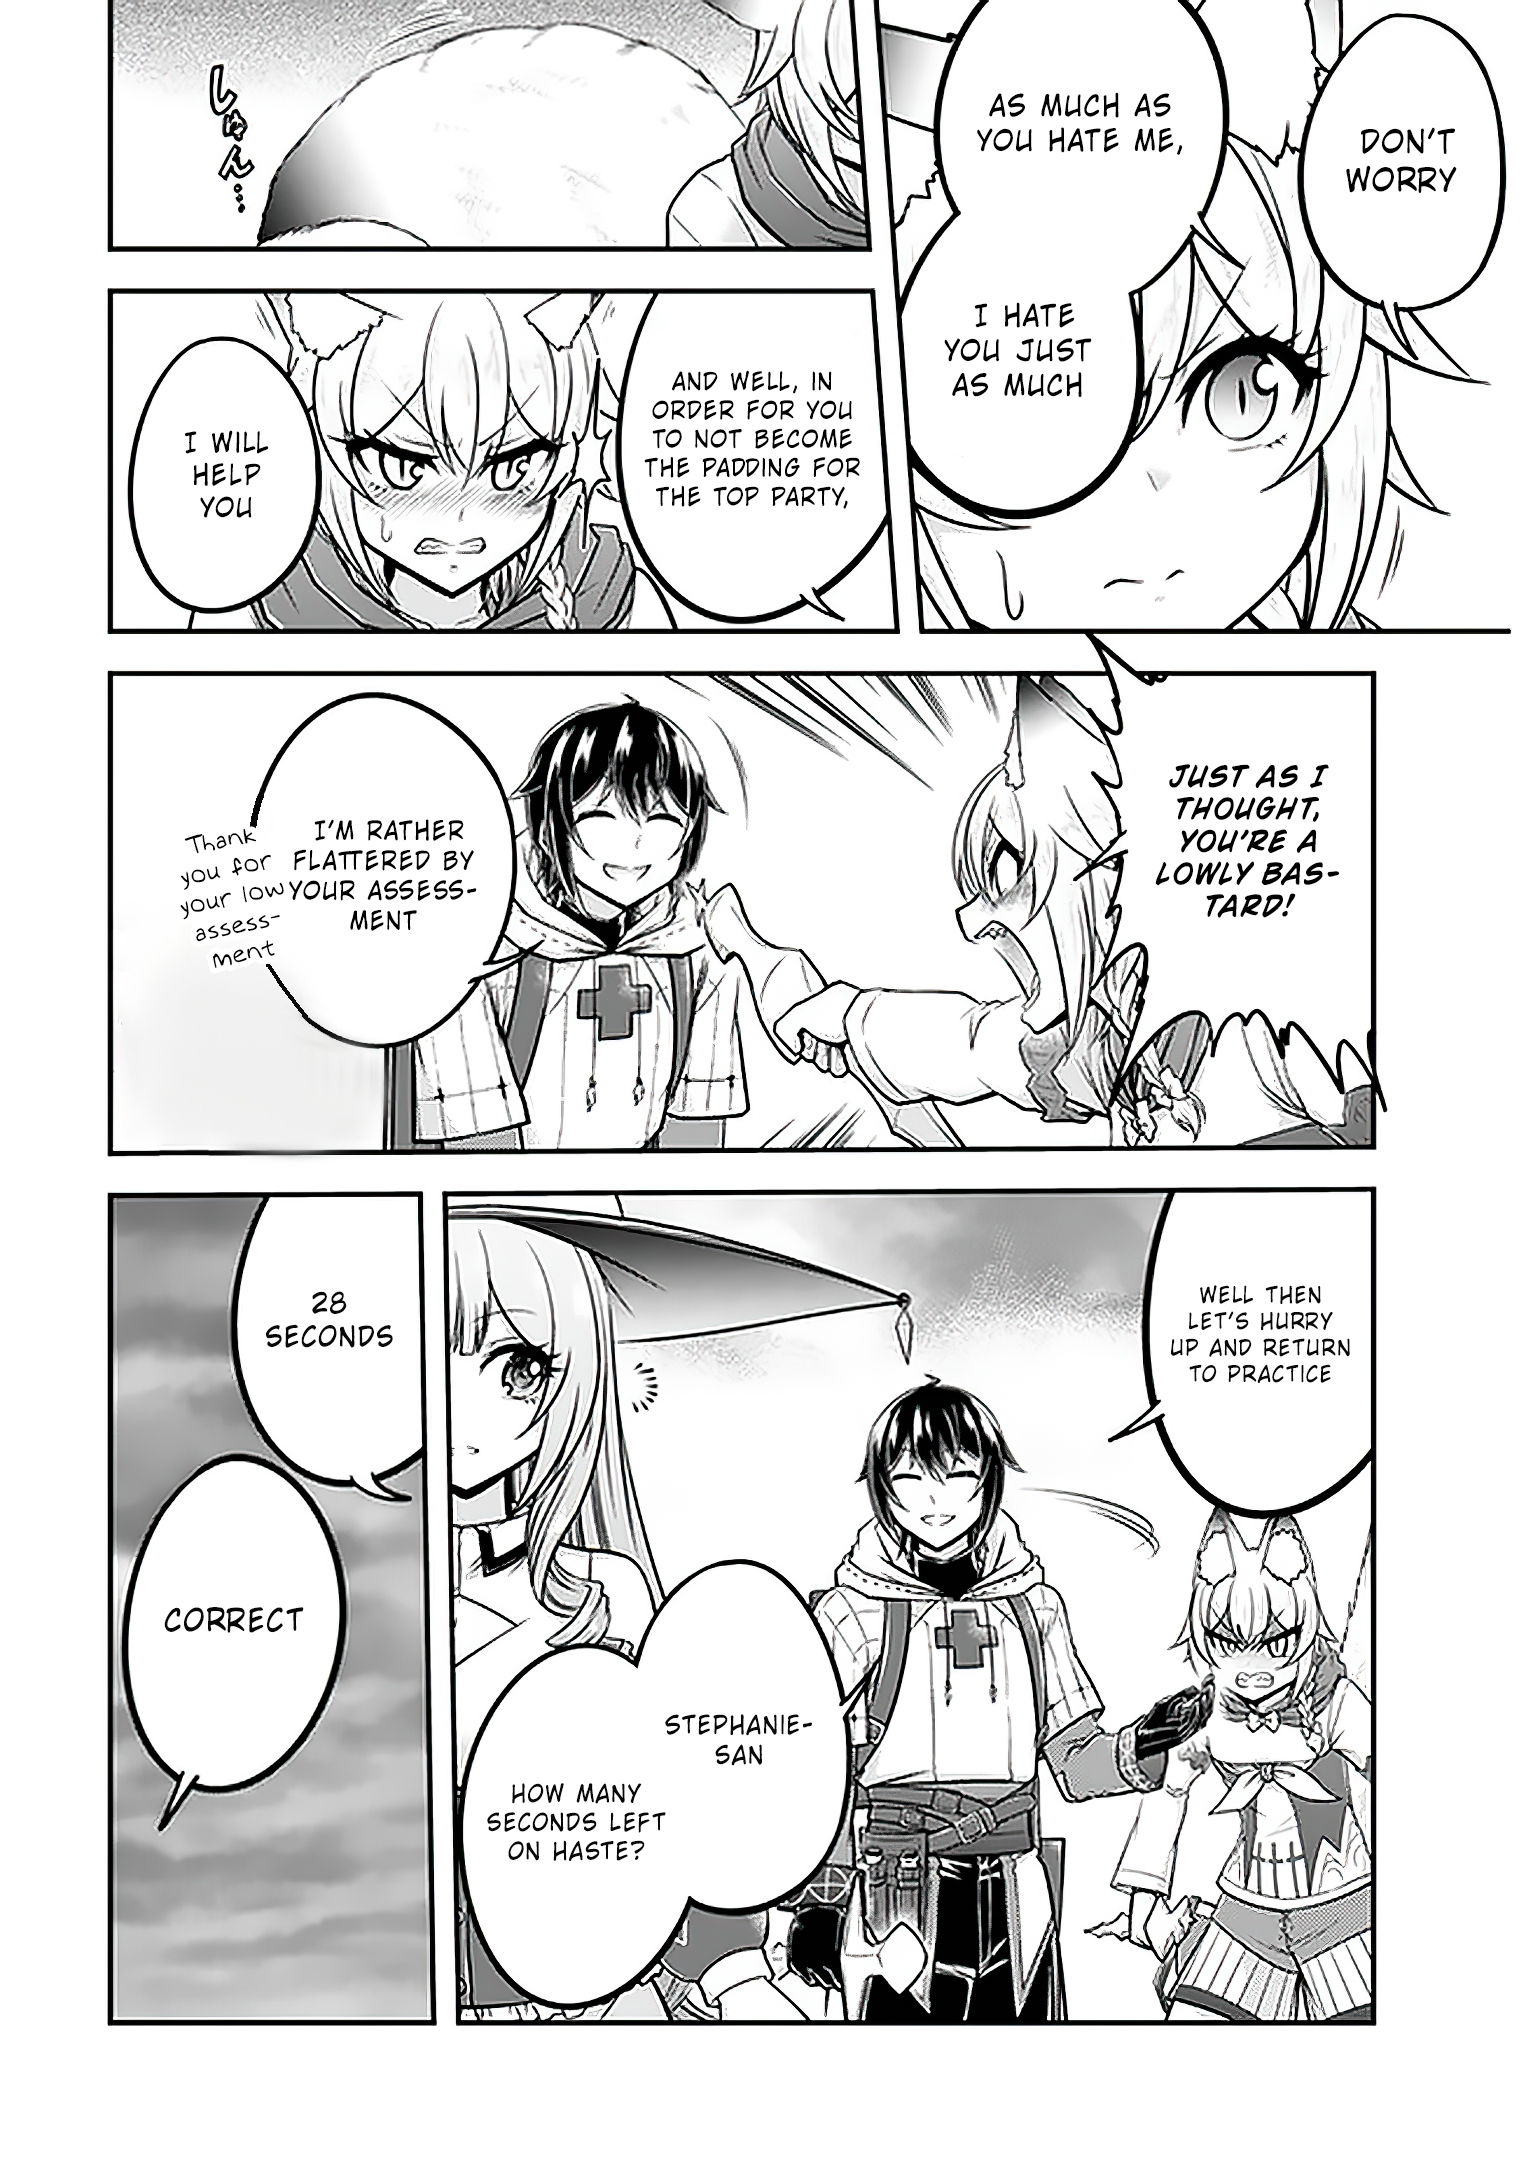 DON'T
WORRY
AS MUCH AS
YOU HATE ME,
I HATE
YOU JUST
AS MUCH
しゅん…
AND WELL, IN
ORDER FOR YOU
TO NOT BECOME
THE PADDING FOR
THE TOP PARTY,
I WILL
HELP
YOU
JUST AS I
THOUGHT,
YOU'RE A
LOWLY BAS-
TARD!
I'M RATHER
FLATTERED BY
YOUR ASSESS-
MENT
Thank
you for
your low
assess-
ment
WELL THEN
LET'S HURRY
UP AND RETURN
TO PRACTICE
STEPHANIE-
SAN
HOW MANY
SECONDS LEFT
ON HASTE?
28
SECONDS
CORRECT